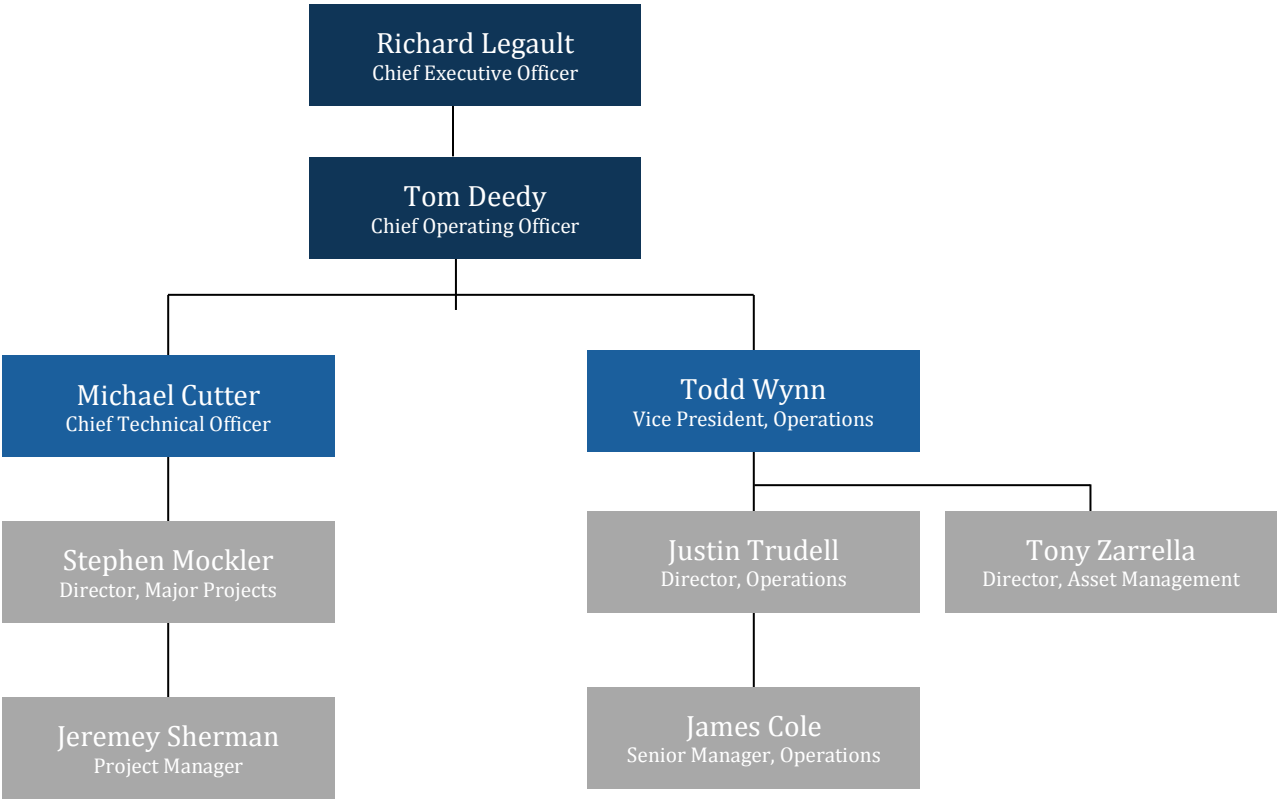 Richard Legault
Chief Executive Officer
Tom Deedy
Chief Operating Officer
Michael Cutter
Chief Technical Officer
Todd Wynn
Vice President, Operations
Stephen Mockler
Director, Major Projects
Justin Trudell
Director, Operations
Tony Zarrella
Director, Asset Management
Jeremey Sherman
Project Manager
James Cole
Senior Manager, Operations